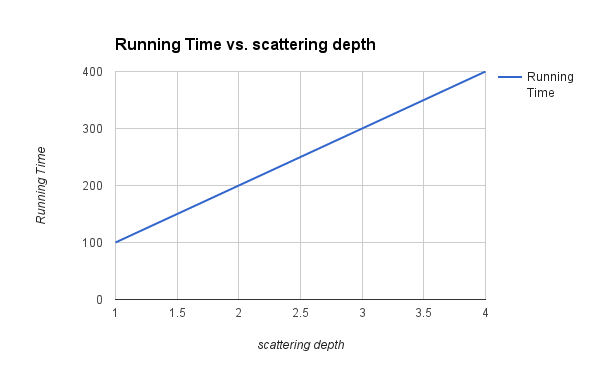 Running Time vs. scattering depth
400
300
200
100
0
Running Time
1 1.5 2 2.5 3 3.5 4
scattering depth
Running
Time